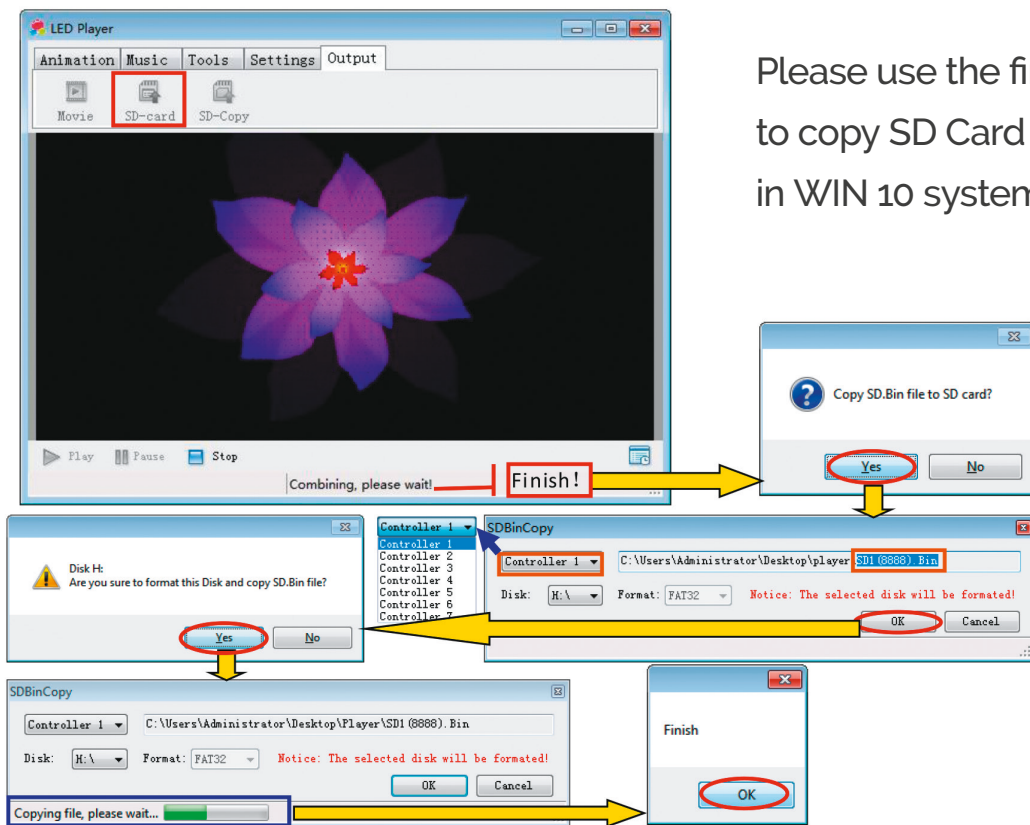 LED Player
Animation Music Tools Settings Output
Movie SD-card SD-Copy
Please use the
to copy SD Card
in WIN 10
Play Pause Stop
Combining, please wait! Finish!
Copy SD.Bin file to SD card?
Yes No
Disk H:
Are you sure to format this Disk and copy SD.Bin file?
Yes No
Controller 1
Controller 1
Controller 2
Controller 3
Controller 4
Controller 5
Controller 6
Controller 7
SDBinCopy
Controller 1 C:\Users\Administrator\Desktop\player SD1(8888).Bin
Disk: H:\ Format: FAT32 Notice: The selected disk will be formated!
OK Cancel
SDBinCopy
Controller 1 C:\Users\Administrator\Desktop\Player\SD1(8888).Bin
Disk: H:\ Format: FAT32 Notice: The selected disk will be formated!
OK Cancel
Copying file, please wait...
Finish
OK